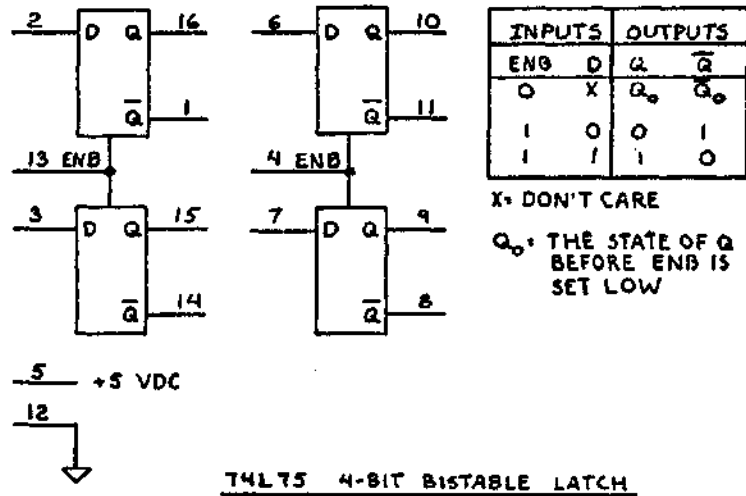 2 D Q 16
Q̅ 1
13 ENB
3 D Q 15
Q̅ 14
6 D Q 10
Q̅ 11
4 ENB
7 D Q 9
Q̅ 8
5 +5 VDC
12
INPUTS OUTPUTS
ENB D Q Q̅
0 X Q₀ Q̅₀
1 0 0 1
1 1 1 0
X= DON'T CARE
Q₀= THE STATE OF Q
BEFORE ENB IS
SET LOW
74L75 4-BIT BISTABLE LATCH